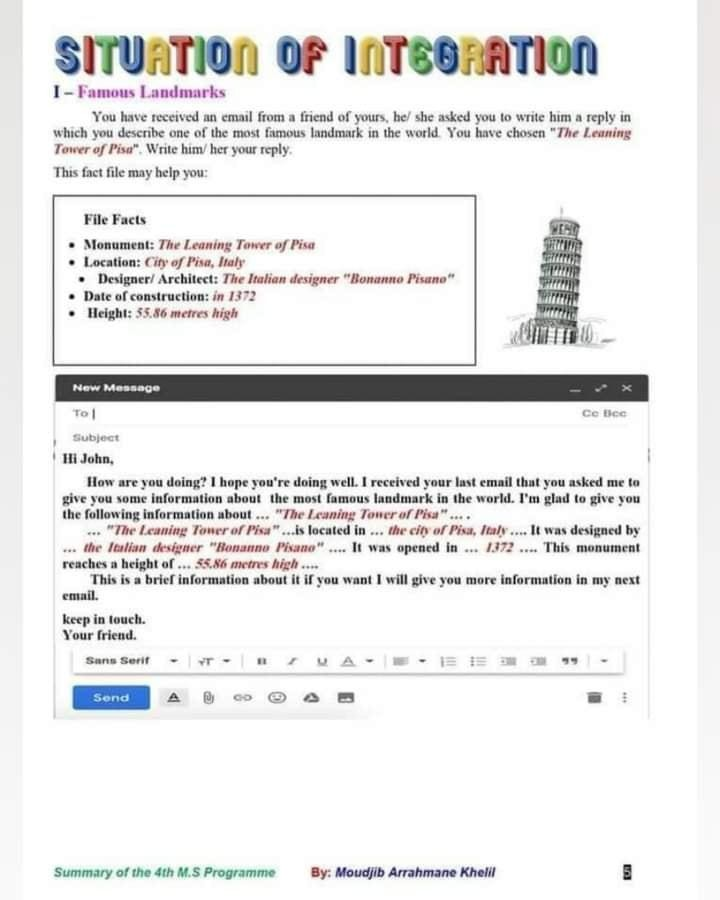 SITUATION OF INTEGRATION
I – Famous Landmarks
You have received an email from a friend of yours, he/ she asked you to write him a reply in
which you describe one of the most famous landmark in the world. You have chosen "The Leaning
Tower of Pisa". Write him/ her your reply.
This fact file may help you:
File Facts
• Monument: The Leaning Tower of Pisa
• Location: City of Pisa, Italy
• Designer/ Architect: The Italian designer "Bonanno Pisano"
• Date of construction: in 1372
• Height: 55.86 metres high
New Message
To |
Cc Bcc
Subject
Hi John,
How are you doing? I hope you're doing well. I received your last email that you asked me to
give you some information about the most famous landmark in the world. I'm glad to give you
the following information about ... "The Leaning Tower of Pisa" ... .
... "The Leaning Tower of Pisa" ...is located in ... the city of Pisa, Italy .... It was designed by
... the Italian designer "Bonanno Pisano" .... It was opened in ... 1372 .... This monument
reaches a height of ... 55.86 metres high ....
This is a brief information about it if you want I will give you more information in my next
email.
keep in touch.
Your friend.
Sans Serif
Send
Summary of the 4th M.S Programme By: Moudjib Arrahmane Khelil 5